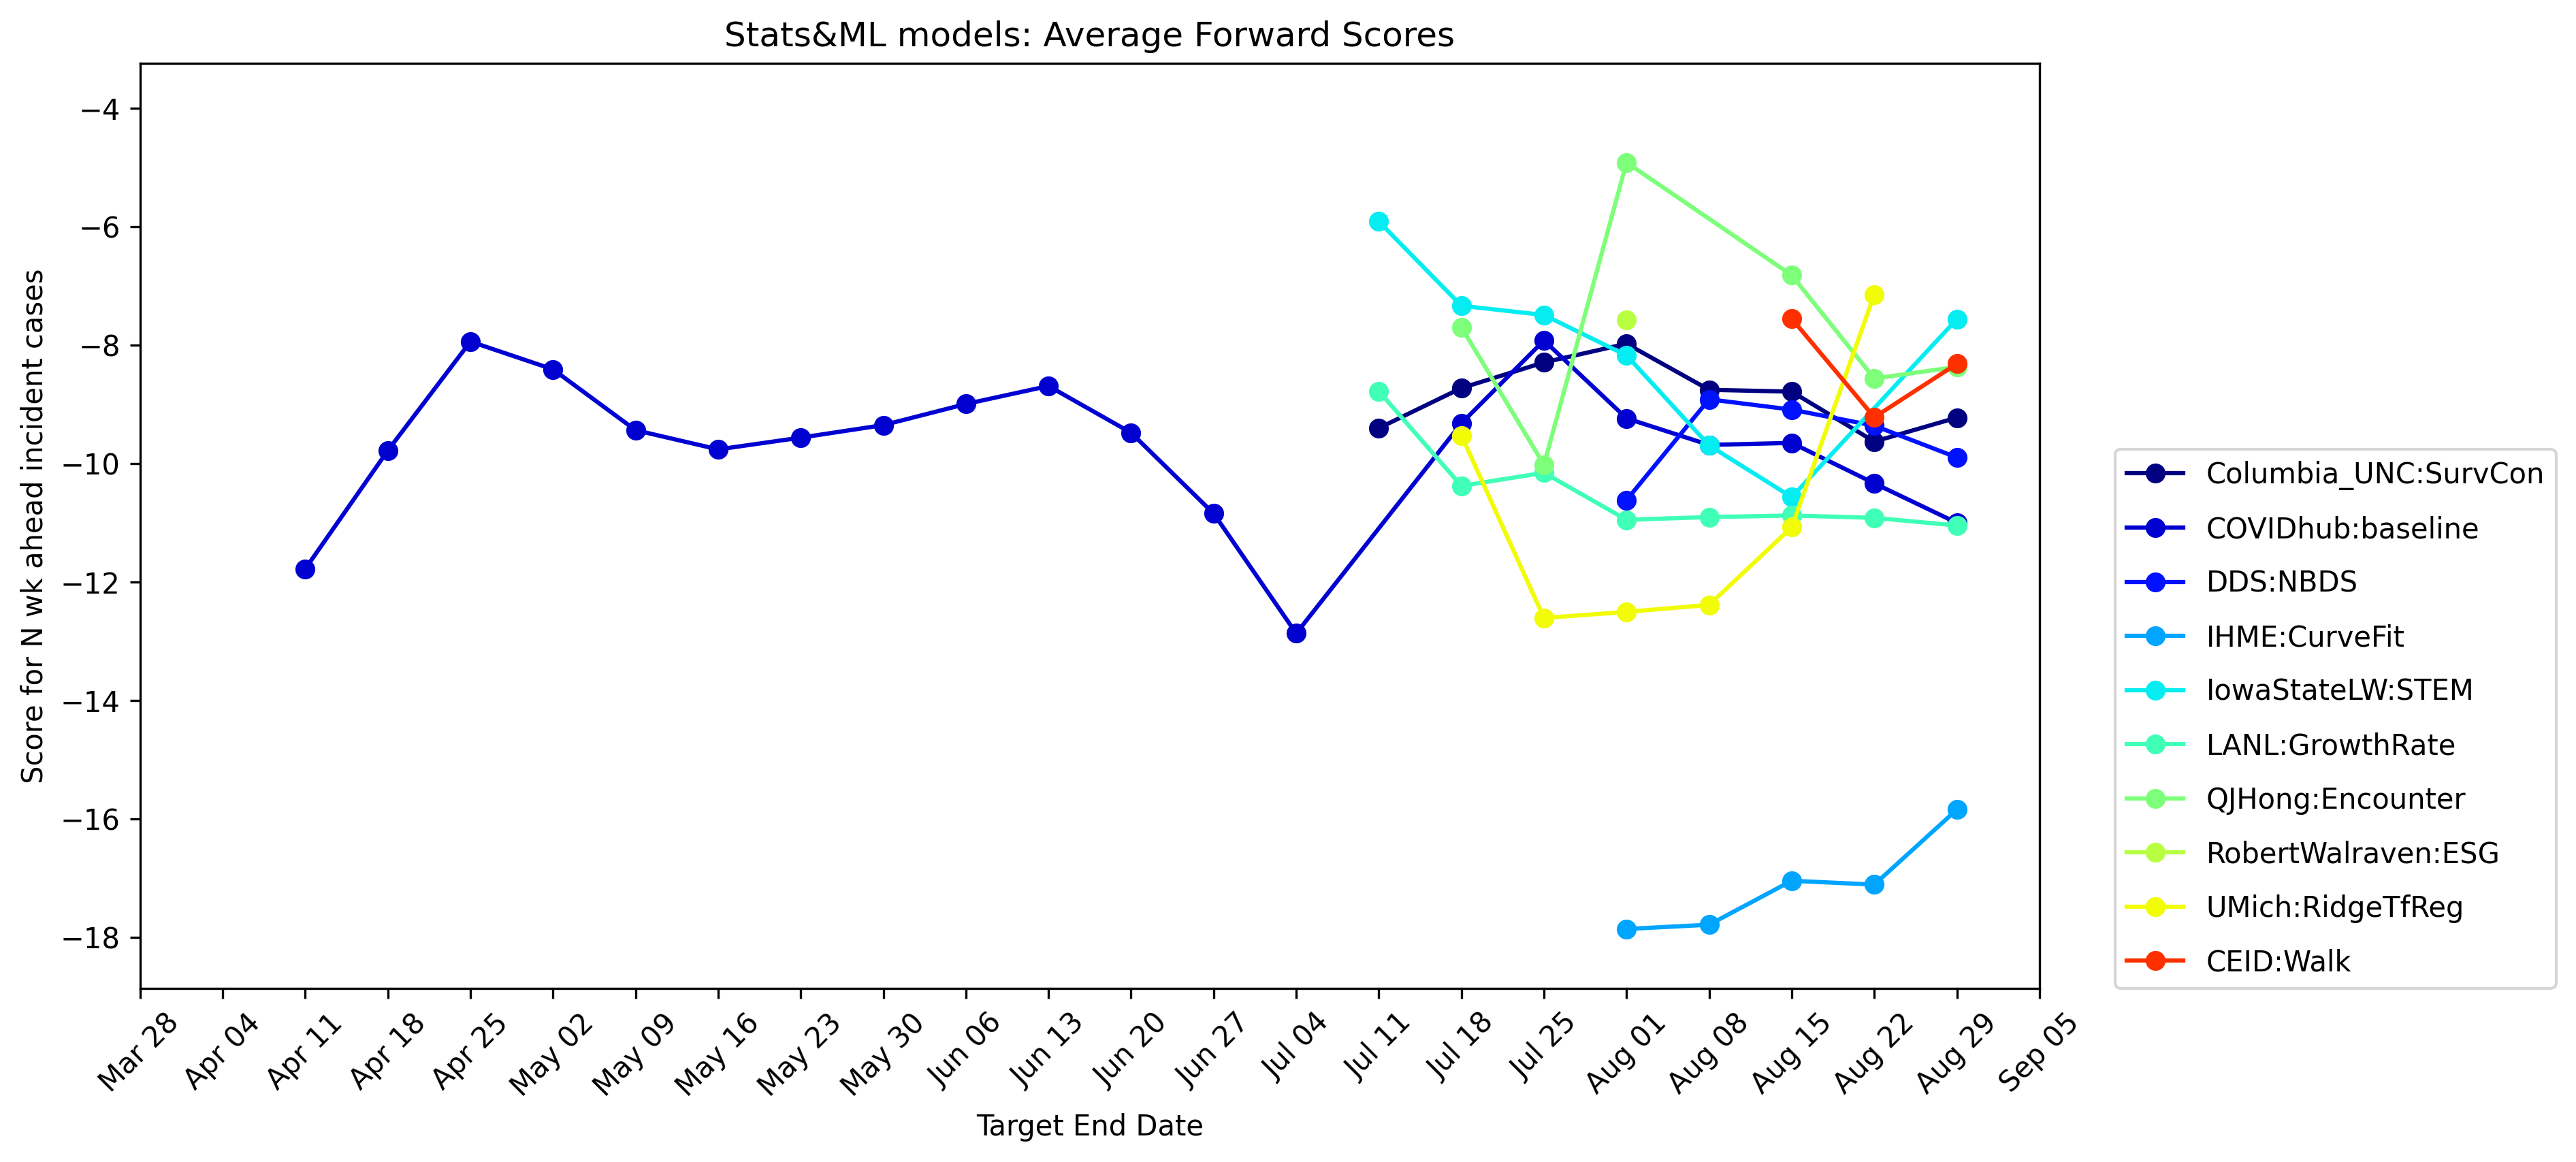 Stats&ML models: Average Forward Scores
Score for N wk ahead incident cases
−4
−6
−8
−10
−12
−14
−16
−18
Mar 28
Apr 04
Apr 11
Apr 18
Apr 25
May 02
May 09
May 16
May 23
May 30
Jun 06
Jun 13
Jun 20
Jun 27
Jul 04
Jul 11
Jul 18
Jul 25
Aug 01
Aug 08
Aug 15
Aug 22
Aug 29
Sep 05
Target End Date
Columbia_UNC:SurvCon
COVIDhub:baseline
DDS:NBDS
IHME:CurveFit
IowaStateLW:STEM
LANL:GrowthRate
QJHong:Encounter
RobertWalraven:ESG
UMich:RidgeTfReg
CEID:Walk